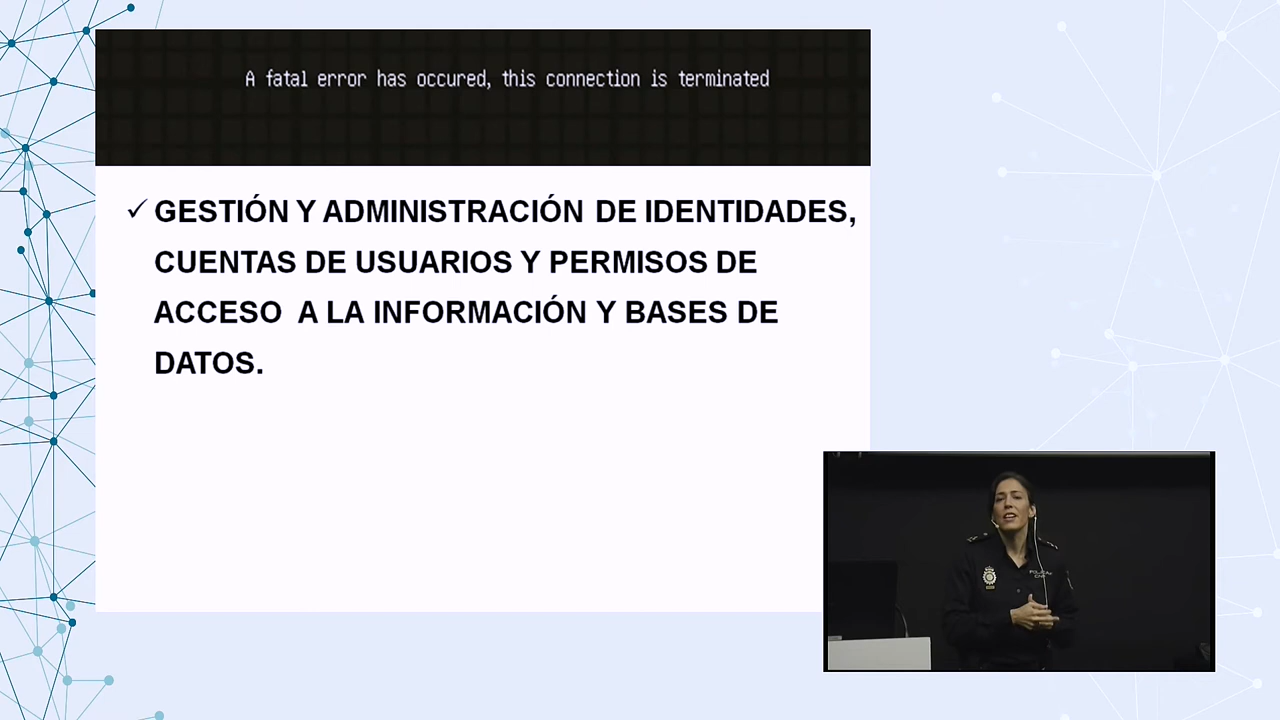 A fatal error has occured, this connection is terminated
✓ GESTIÓN Y ADMINISTRACIÓN DE IDENTIDADES,
CUENTAS DE USUARIOS Y PERMISOS DE
ACCESO A LA INFORMACIÓN Y BASES DE
DATOS.